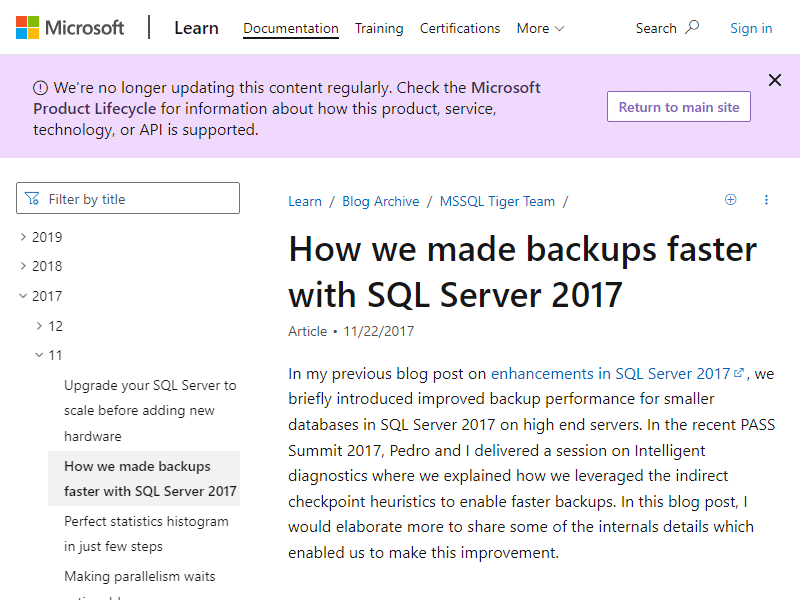 Microsoft
Learn
Documentation
Training
Certifications
More
Search
Sign in
We're no longer updating this content regularly. Check the Microsoft
Product Lifecycle for information about how this product, service,
technology, or API is supported.
Return to main site
Filter by title
2019
2018
2017
12
11
Upgrade your SQL Server to
scale before adding new
hardware
How we made backups
faster with SQL Server 2017
Perfect statistics histogram
in just few steps
Making parallelism waits
Learn / Blog Archive / MSSQL Tiger Team /
How we made backups faster
with SQL Server 2017
Article • 11/22/2017
In my previous blog post on enhancements in SQL Server 2017, we
briefly introduced improved backup performance for smaller
databases in SQL Server 2017 on high end servers. In the recent PASS
Summit 2017, Pedro and I delivered a session on Intelligent
diagnostics where we explained how we leveraged the indirect
checkpoint heuristics to enable faster backups. In this blog post, I
would elaborate more to share some of the internals details which
enabled us to make this improvement.